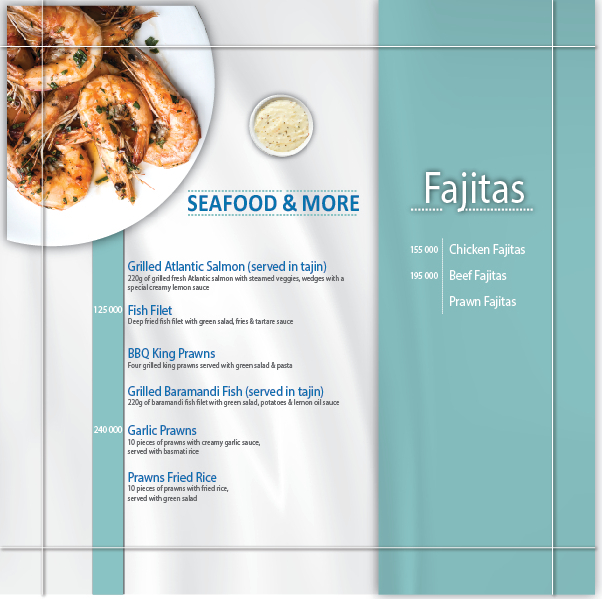 SEAFOOD & MORE
Grilled Atlantic Salmon (served in tajin)
220g of grilled fresh Atlantic salmon with steamed veggies, wedges with a
special creamy lemon sauce
125 000 Fish Filet
Deep fried fish filet with green salad, fries & tartare sauce
BBQ King Prawns
Four grilled king prawns served with green salad & pasta
Grilled Baramandi Fish (served in tajin)
220g of baramandi fish filet with green salad, potatoes & lemon oil sauce
240 000 Garlic Prawns
10 pieces of prawns with creamy garlic sauce,
served with basmati rice
Prawns Fried Rice
10 pieces of prawns with fried rice,
served with green salad
Fajitas
155 000 Chicken Fajitas
195 000 Beef Fajitas
Prawn Fajitas